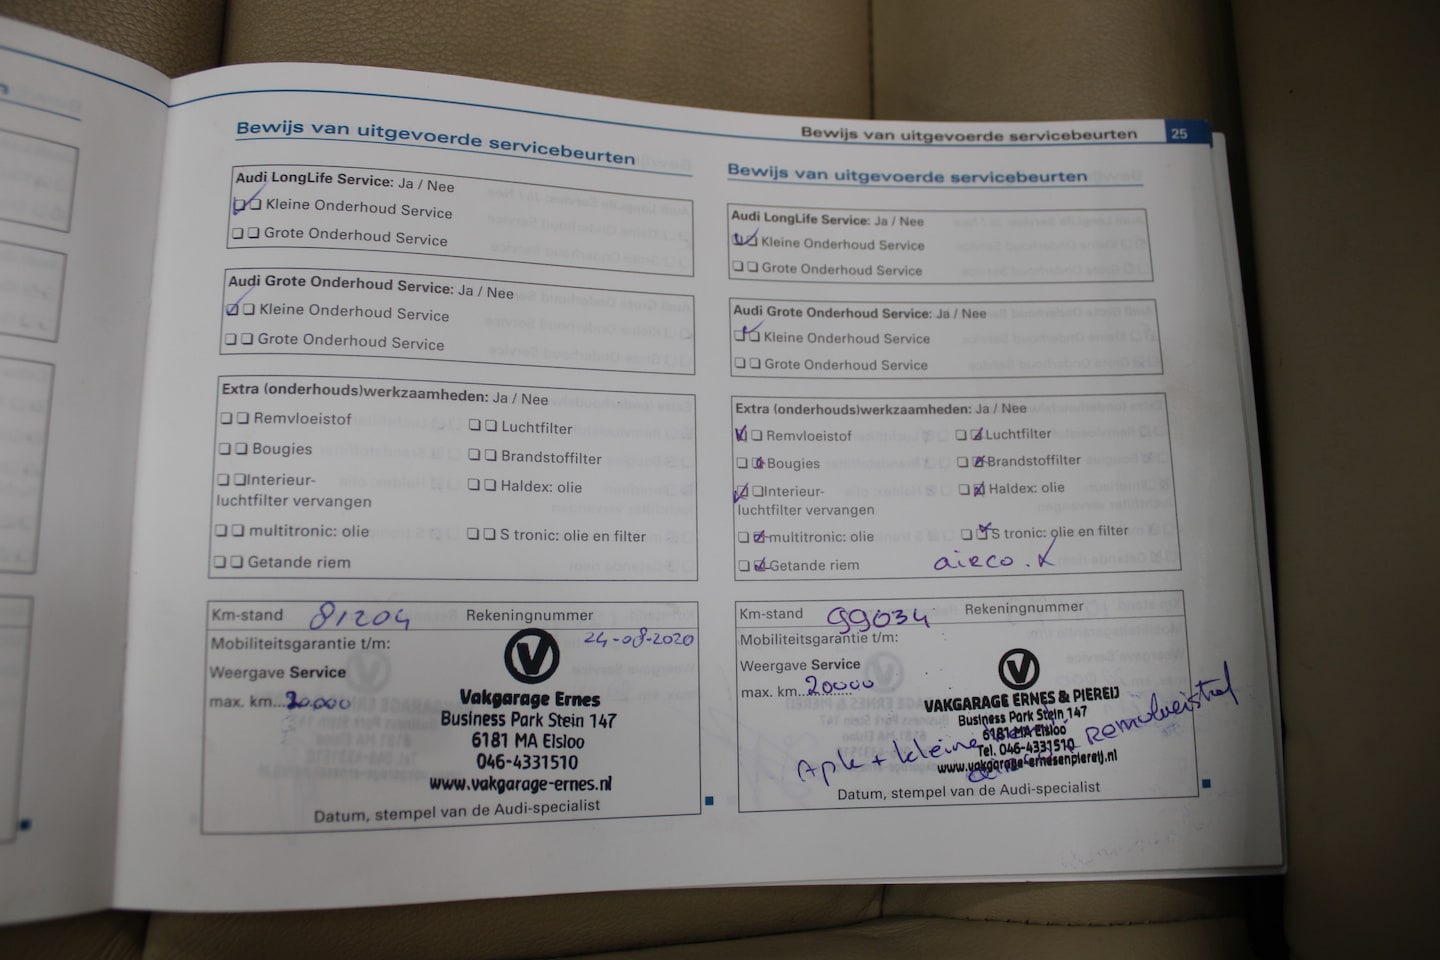 Bewijs van uitgevoerde servicebeurten 25
Bewijs van uitgevoerde servicebeurten
Audi LongLife Service: Ja / Nee
Kleine Onderhoud Service
Grote Onderhoud Service
Audi Grote Onderhoud Service: Ja / Nee
Kleine Onderhoud Service
Grote Onderhoud Service
Extra (onderhouds)werkzaamheden: Ja / Nee
Remvloeistof Luchtfilter
Bougies Brandstoffilter
Interieur- Haldex: olie
luchtfilter vervangen
multitronic: olie S tronic: olie en filter
Getande riem
Km-stand 81204 Rekeningnummer
Mobiliteitsgarantie t/m: 24-08-2020
Weergave Service
max. km... 20.000
Vakgarage Ernes
Business Park Stein 147
6181 MA Elsloo
046-4331510
www.vakgarage-ernes.nl
Datum, stempel van de Audi-specialist
Bewijs van uitgevoerde servicebeurten
Audi LongLife Service: Ja / Nee
Kleine Onderhoud Service
Grote Onderhoud Service
Audi Grote Onderhoud Service: Ja / Nee
Kleine Onderhoud Service
Grote Onderhoud Service
Extra (onderhouds)werkzaamheden: Ja / Nee
Remvloeistof Luchtfilter
Bougies Brandstoffilter
Interieur- Haldex: olie
luchtfilter vervangen
multitronic: olie S tronic: olie en filter
Getande riem airco.
Km-stand 99034 Rekeningnummer
Mobiliteitsgarantie t/m:
Weergave Service
max. km... 20000
VAKGARAGE ERNES & PIEREIJ
Business Park Stein 147
6181 MA Elsloo
Tel. 046-4331510
www.vakgarage-ernesenpiereij.nl
Apk + kleine
Datum, stempel van de Audi-specialist